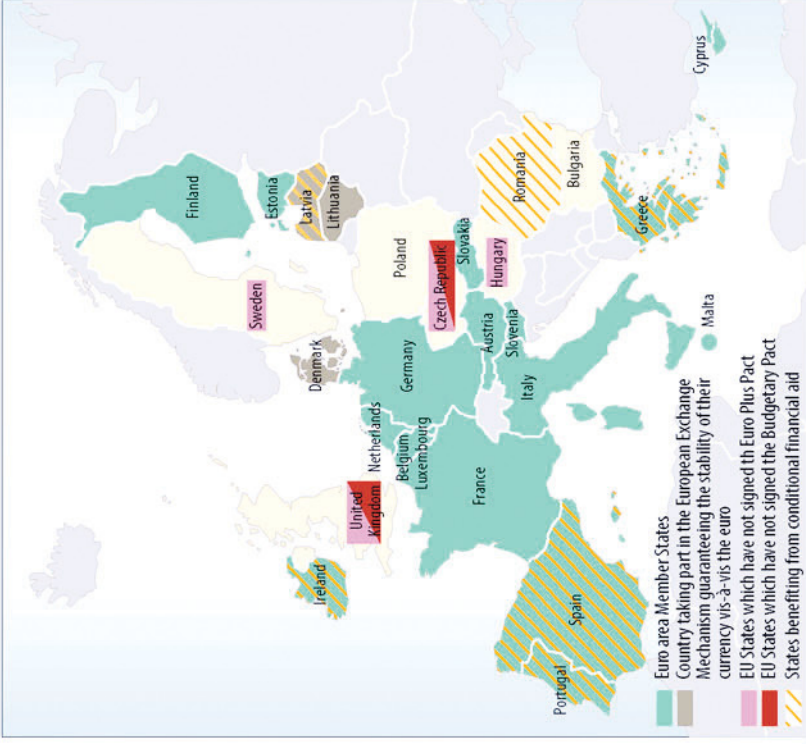 Finland
Sweden
Estonia
Latvia
Lithuania
Denmark
Ireland
United
Kingdom
Netherlands
Belgium
Luxembourg
Germany
Poland
Czech Republic
Slovakia
Austria
Hungary
Slovenia
Romania
Bulgaria
France
Italy
Spain
Portugal
Greece
Malta
Cyprus
Euro area Member States
Country taking part in the European Exchange
Mechanism guaranteeing the stability of their
currency vis-à-vis the euro
EU States which have not signed th Euro Plus Pact
EU States which have not signed the Budgetary Pact
States benefiting from conditional financial aid